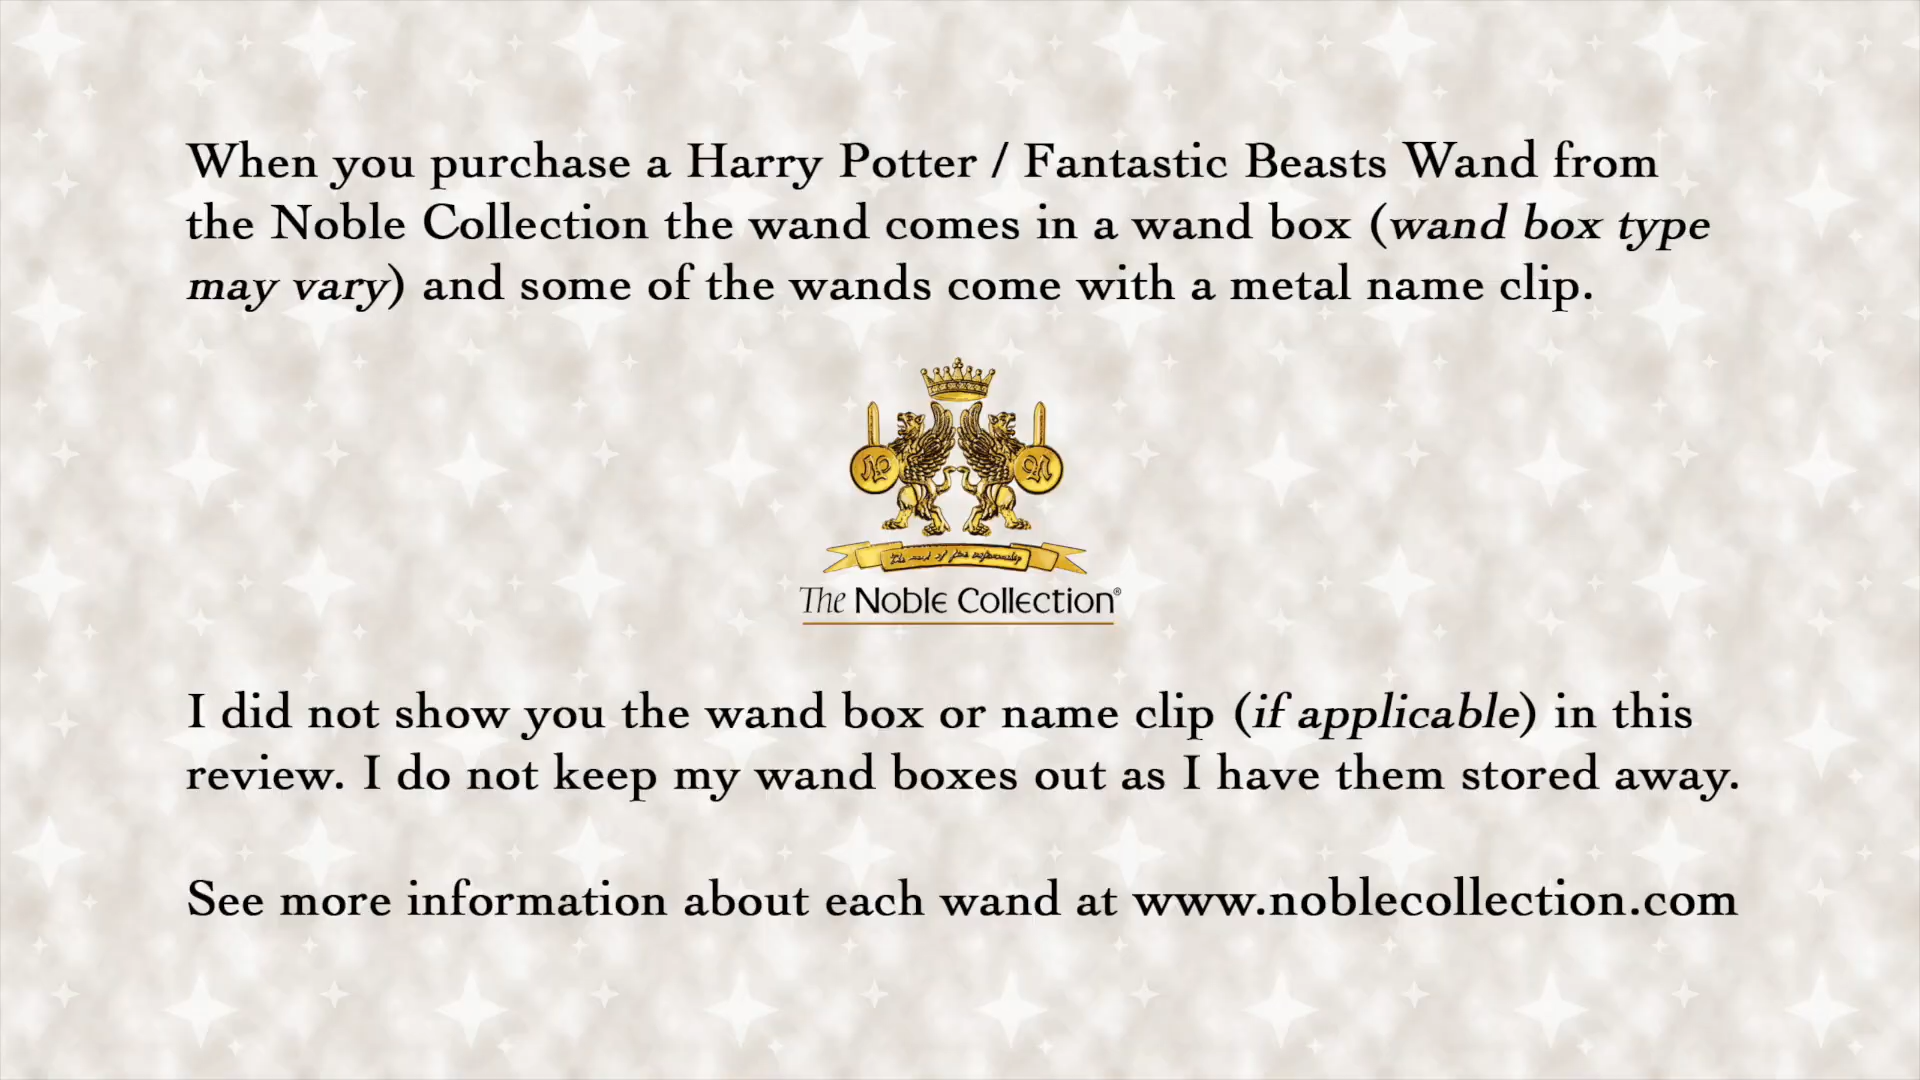 When you purchase a Harry Potter / Fantastic Beasts Wand from
the Noble Collection the wand comes in a wand box (wand box type
may vary) and some of the wands come with a metal name clip.
The Noble Collection®
I did not show you the wand box or name clip (if applicable) in this
review. I do not keep my wand boxes out as I have them stored away.
See more information about each wand at www.noblecollection.com